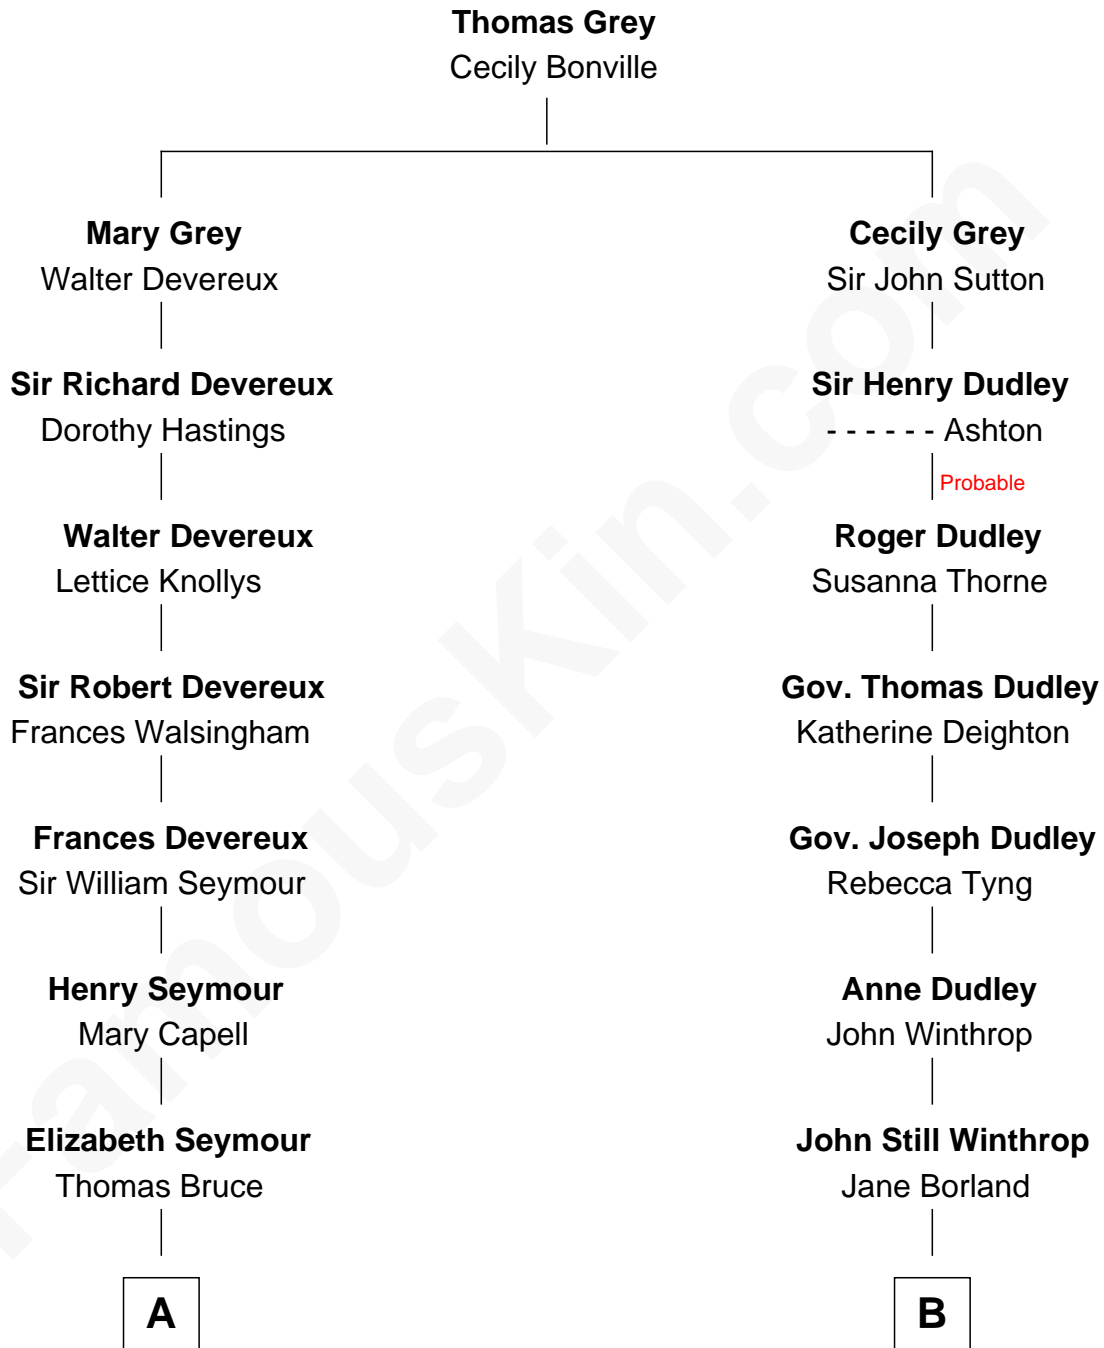 Thomas Grey
Cecily Bonville
Mary Grey
Walter Devereux
Sir Richard Devereux
Dorothy Hastings
Walter Devereux
Lettice Knollys
Sir Robert Devereux
Frances Walsingham
Frances Devereux
Sir William Seymour
Henry Seymour
Mary Capell
Elizabeth Seymour
Thomas Bruce
A
Cecily Grey
Sir John Sutton
Sir Henry Dudley
- - - - - - Ashton
Probable
Roger Dudley
Susanna Thorne
Gov. Thomas Dudley
Katherine Deighton
Gov. Joseph Dudley
Rebecca Tyng
Anne Dudley
John Winthrop
John Still Winthrop
Jane Borland
B
FamousKin.com